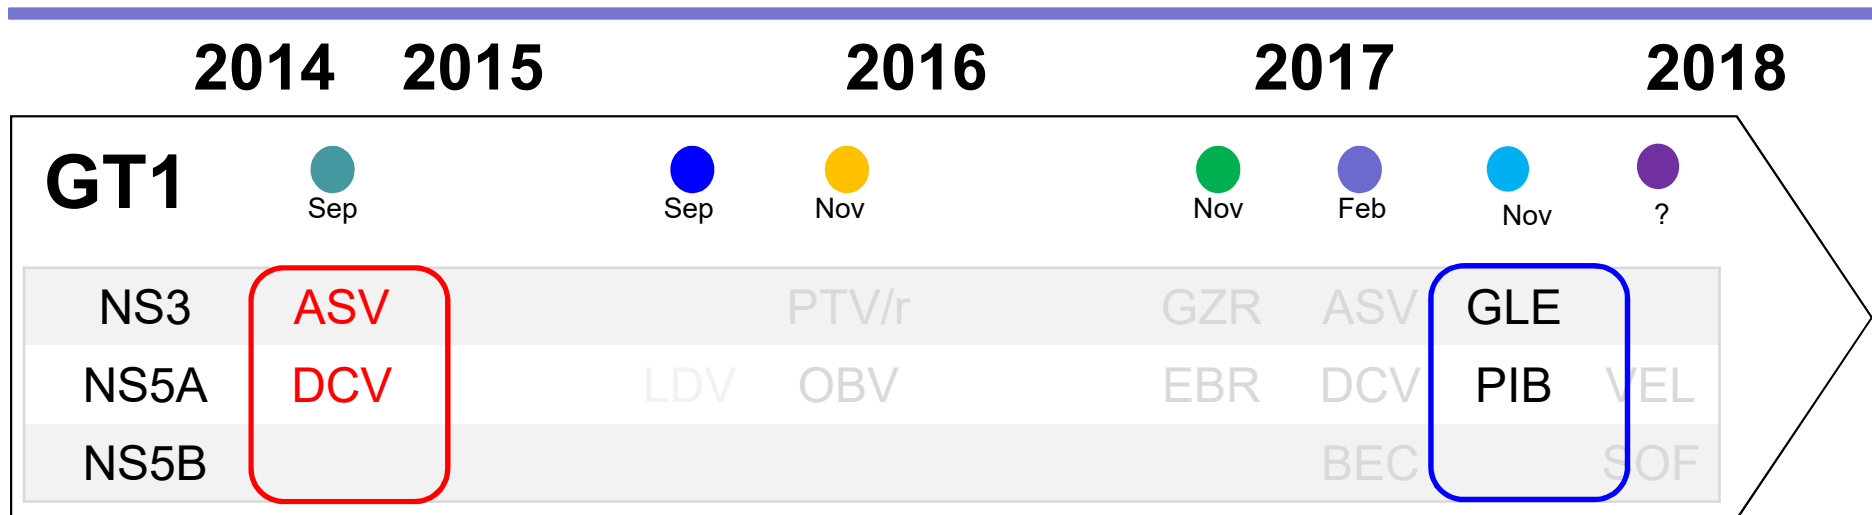 2014 2015 2016 2017 2018
GT1
Sep Sep Nov Nov Feb Nov ?
NS3 ASV PTV/r GZR ASV GLE
NS5A DCV LDV OBV EBR DCV PIB VEL
NS5B BEC SOF